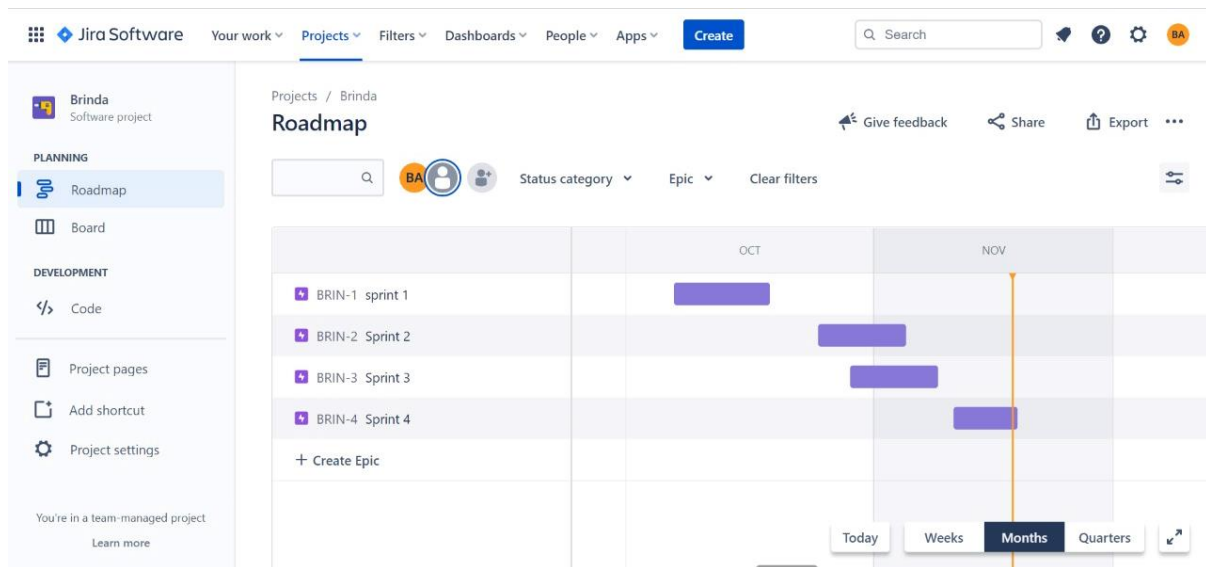 Jira Software Your work Projects Filters Dashboards People Apps Create Search BA
Brinda
Software project
PLANNING
Roadmap
Board
DEVELOPMENT
Code
Project pages
Add shortcut
Project settings
You're in a team-managed project
Learn more
Projects / Brinda
Roadmap
Give feedback Share Export
BA Status category Epic Clear filters
OCT NOV
BRIN-1 sprint 1
BRIN-2 Sprint 2
BRIN-3 Sprint 3
BRIN-4 Sprint 4
+ Create Epic
Today Weeks Months Quarters